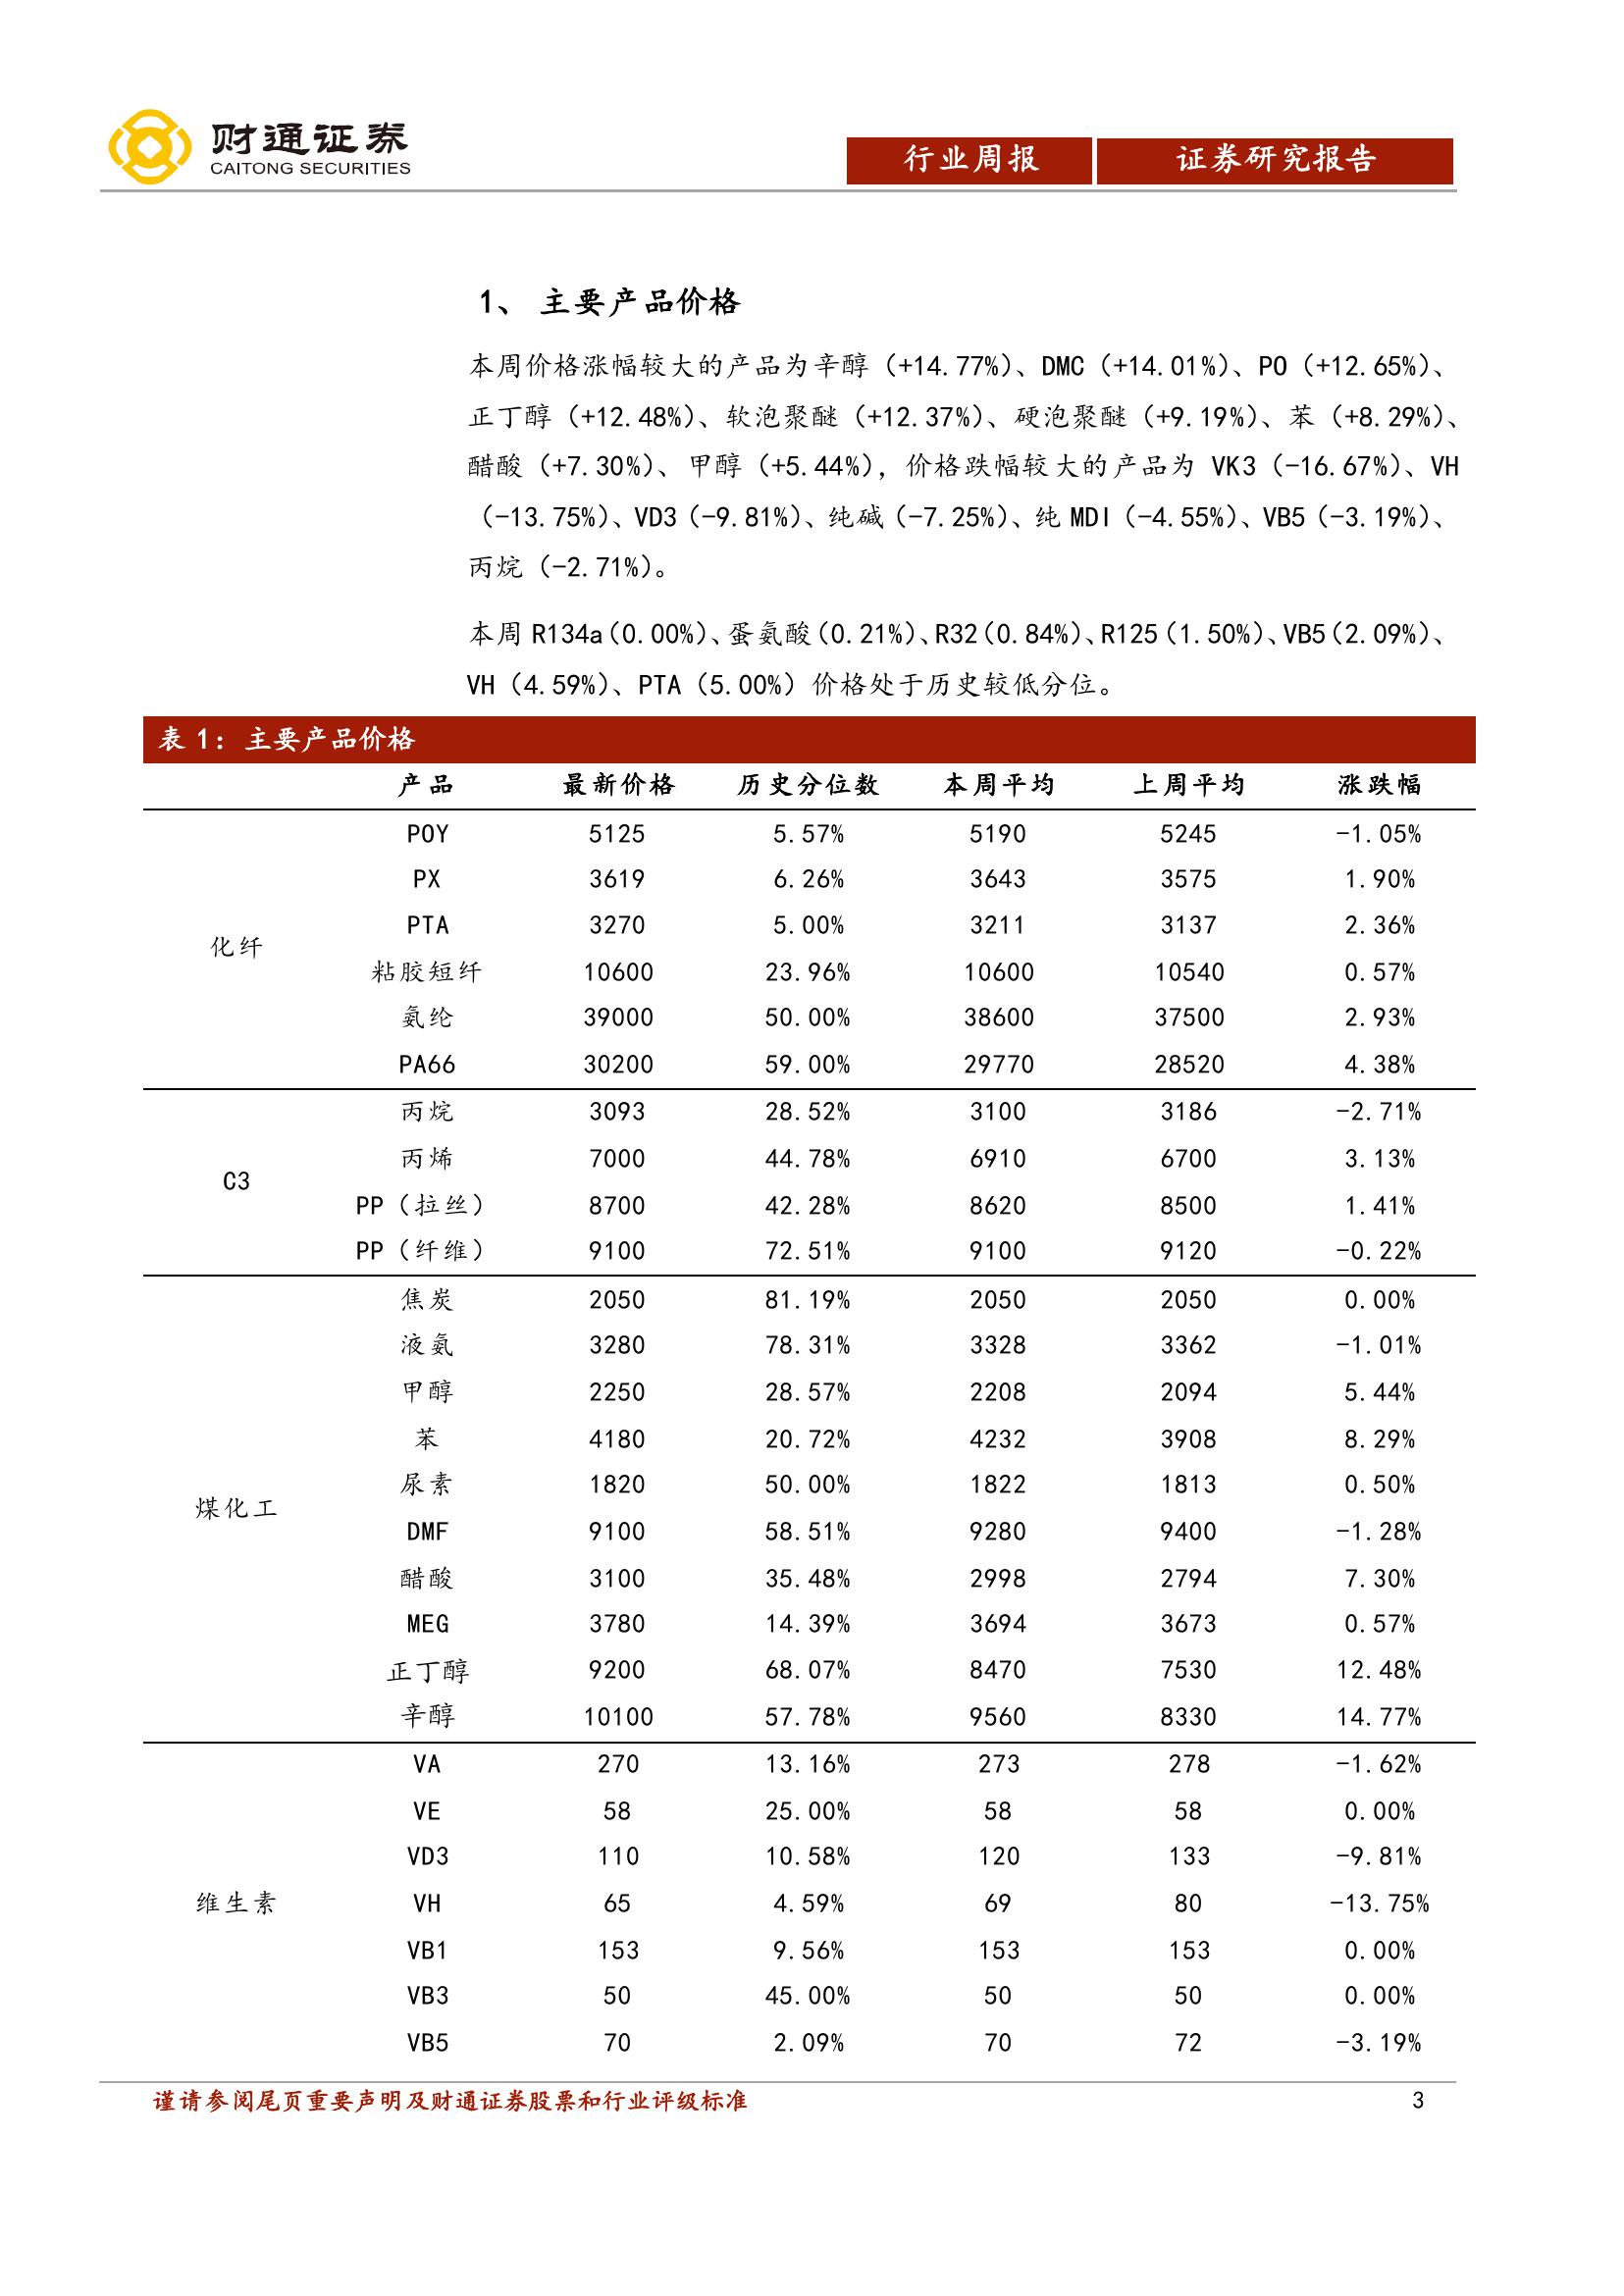 财通证券
CAITONG SECURITIES
行业周报 证券研究报告
1、 主要产品价格
本周价格涨幅较大的产品为辛醇（+14.77%）、DMC（+14.01%）、PO（+12.65%）、
正丁醇（+12.48%）、软泡聚醚（+12.37%）、硬泡聚醚（+9.19%）、苯（+8.29%）、
醋酸（+7.30%）、甲醇（+5.44%），价格跌幅较大的产品为 VK3（-16.67%）、VH
（-13.75%）、VD3（-9.81%）、纯碱（-7.25%）、纯 MDI（-4.55%）、VB5（-3.19%）、
丙烷（-2.71%）。
本周 R134a（0.00%）、蛋氨酸（0.21%）、R32（0.84%）、R125（1.50%）、VB5（2.09%）、
VH（4.59%）、PTA（5.00%）价格处于历史较低分位。
表 1：主要产品价格
产品 最新价格 历史分位数 本周平均 上周平均 涨跌幅
化纤
POY 5125 5.57% 5190 5245 -1.05%
PX 3619 6.26% 3643 3575 1.90%
PTA 3270 5.00% 3211 3137 2.36%
粘胶短纤 10600 23.96% 10600 10540 0.57%
氨纶 39000 50.00% 38600 37500 2.93%
PA66 30200 59.00% 29770 28520 4.38%
C3
丙烷 3093 28.52% 3100 3186 -2.71%
丙烯 7000 44.78% 6910 6700 3.13%
PP（拉丝） 8700 42.28% 8620 8500 1.41%
PP（纤维） 9100 72.51% 9100 9120 -0.22%
煤化工
焦炭 2050 81.19% 2050 2050 0.00%
液氨 3280 78.31% 3328 3362 -1.01%
甲醇 2250 28.57% 2208 2094 5.44%
苯 4180 20.72% 4232 3908 8.29%
尿素 1820 50.00% 1822 1813 0.50%
DMF 9100 58.51% 9280 9400 -1.28%
醋酸 3100 35.48% 2998 2794 7.30%
MEG 3780 14.39% 3694 3673 0.57%
正丁醇 9200 68.07% 8470 7530 12.48%
辛醇 10100 57.78% 9560 8330 14.77%
维生素
VA 270 13.16% 273 278 -1.62%
VE 58 25.00% 58 58 0.00%
VD3 110 10.58% 120 133 -9.81%
VH 65 4.59% 69 80 -13.75%
VB1 153 9.56% 153 153 0.00%
VB3 50 45.00% 50 50 0.00%
VB5 70 2.09% 70 72 -3.19%
谨请参阅尾页重要声明及财通证券股票和行业评级标准 3